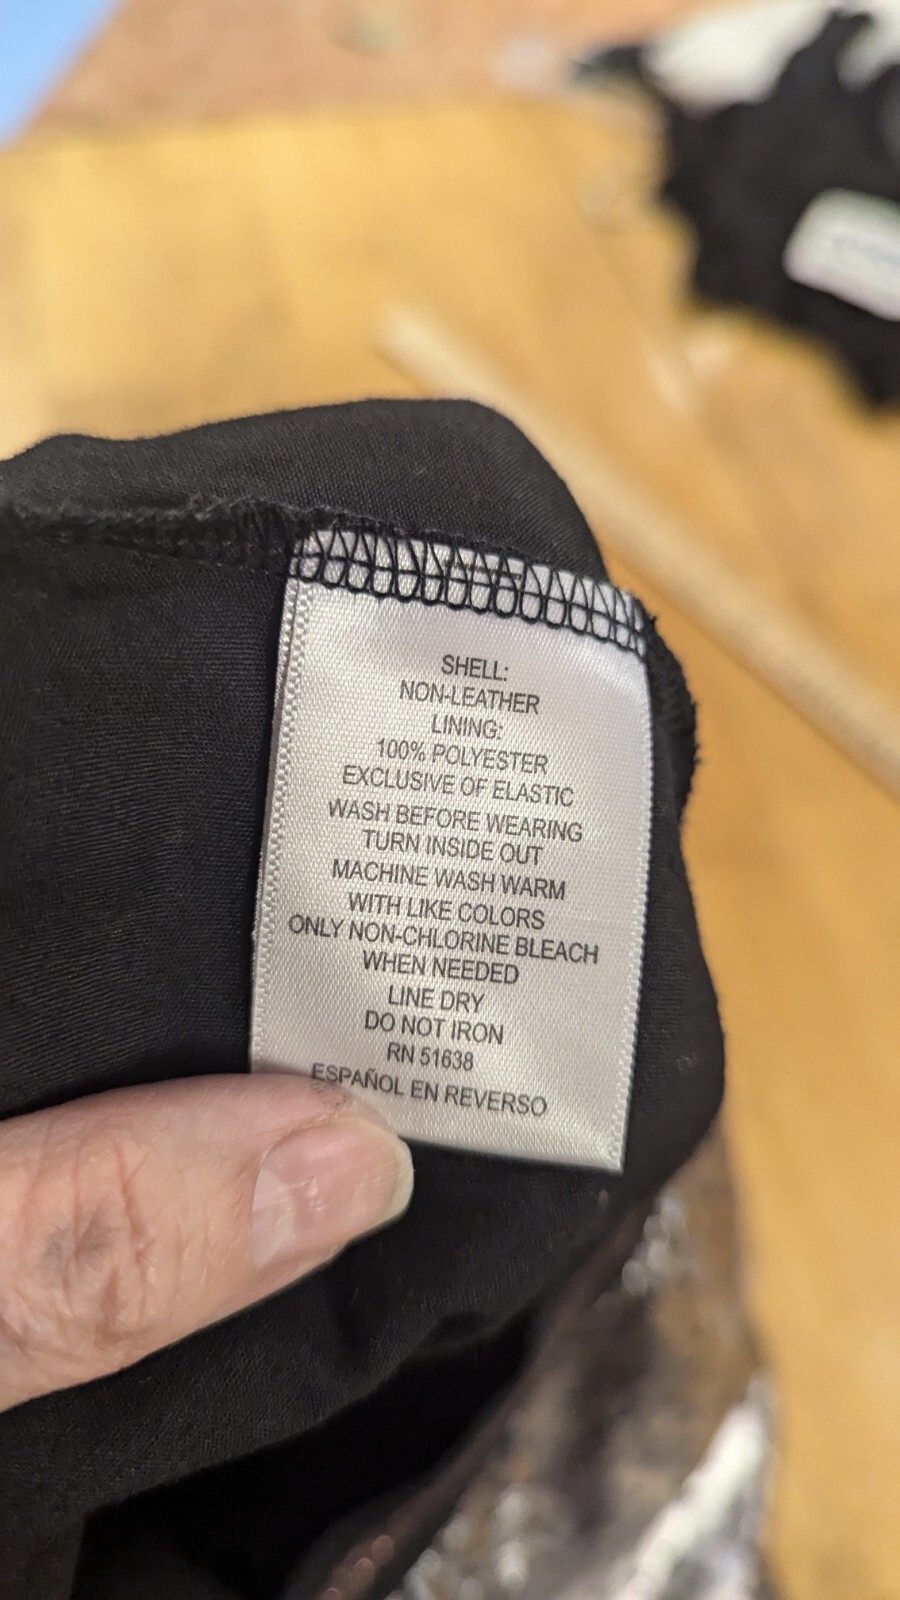 SHELL:
NON-LEATHER
LINING:
100% POLYESTER
EXCLUSIVE OF ELASTIC
WASH BEFORE WEARING
TURN INSIDE OUT
MACHINE WASH WARM
WITH LIKE COLORS
ONLY NON-CHLORINE BLEACH
WHEN NEEDED
LINE DRY
DO NOT IRON
RN 51638
ESPAÑOL EN REVERSO